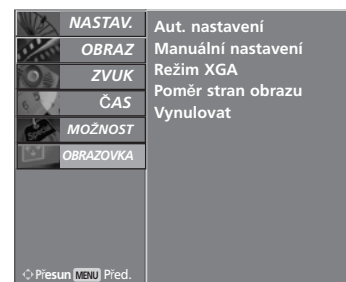 NASTAV.
OBRAZ
ZVUK
ČAS
MOŽNOST
OBRAZOVKA
Aut. nastavení
Manuální nastavení
Režim XGA
Poměr stran obrazu
Vynulovat
Přesun MENU Před.